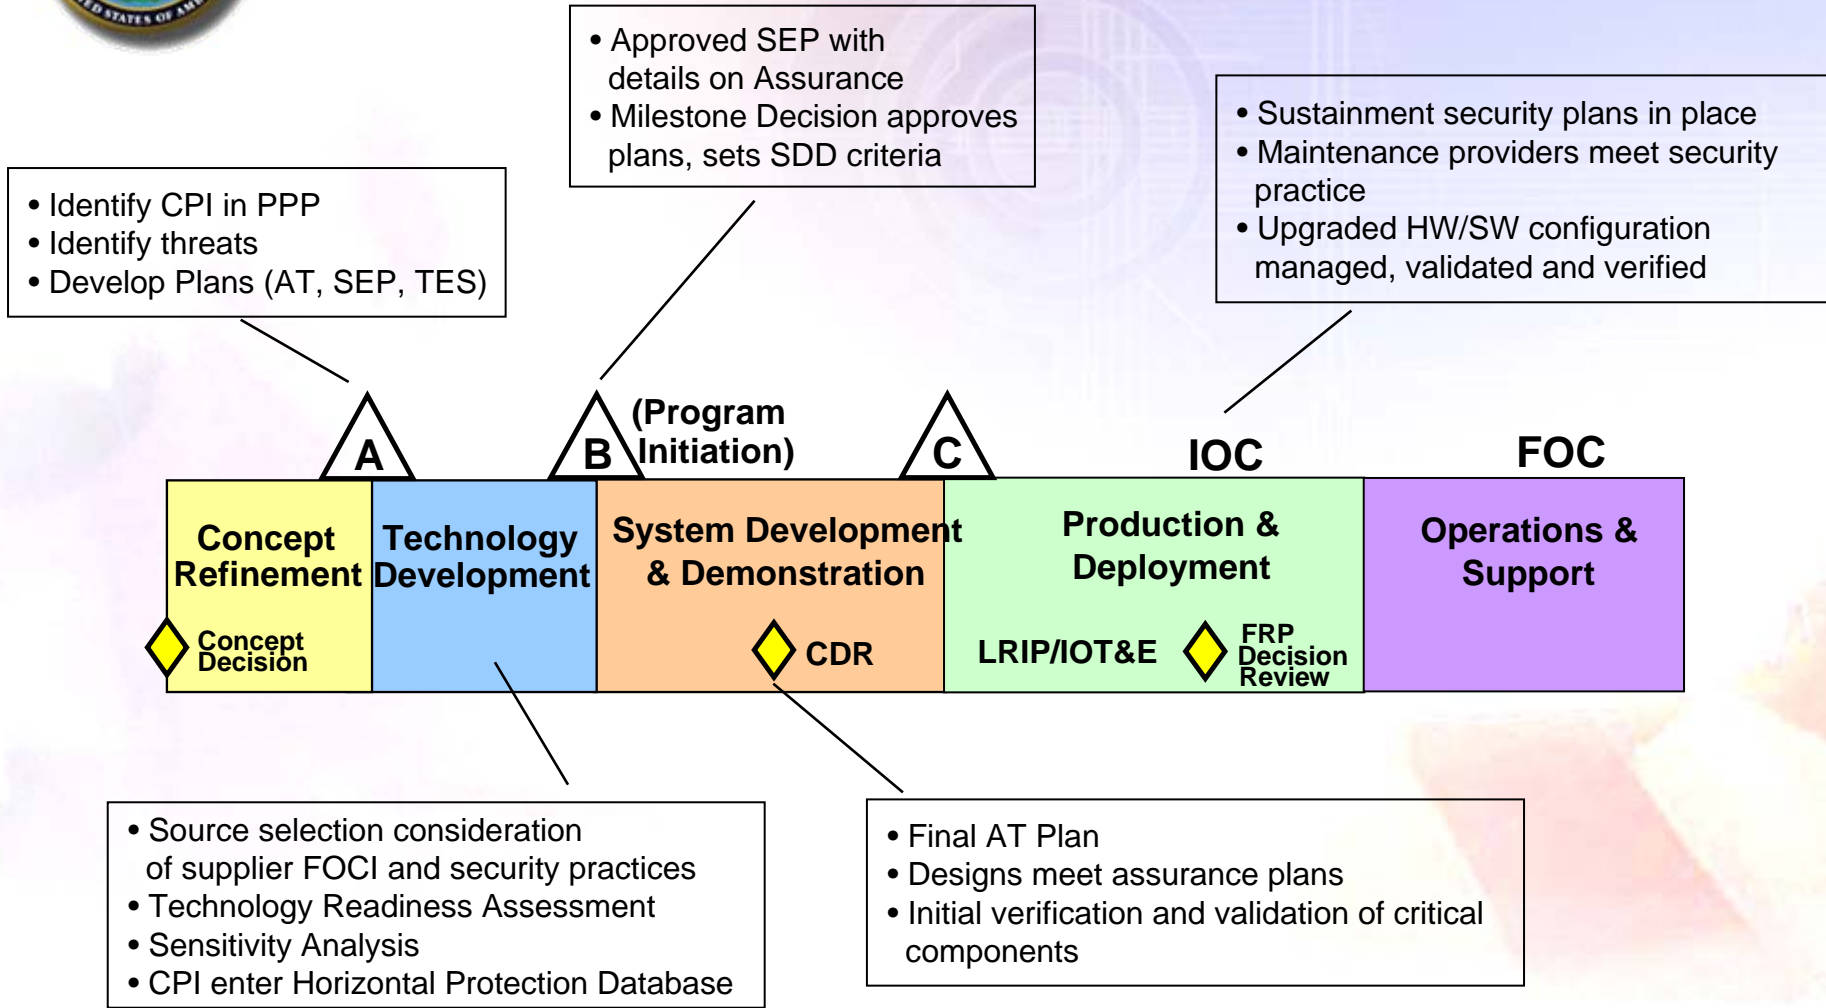 UNITED STATES OF AMERICA
• Approved SEP with
details on Assurance
• Milestone Decision approves
plans, sets SDD criteria
• Sustainment security plans in place
• Maintenance providers meet security
practice
• Upgraded HW/SW configuration
managed, validated and verified
• Identify CPI in PPP
• Identify threats
• Develop Plans (AT, SEP, TES)
A
B
(Program
Initiation)
C
IOC
FOC
Concept
Refinement
Technology
Development
System Development
& Demonstration
Production &
Deployment
Operations &
Support
Concept
Decision
CDR
LRIP/IOT&E
FRP
Decision
Review
• Source selection consideration
of supplier FOCI and security practices
• Technology Readiness Assessment
• Sensitivity Analysis
• CPI enter Horizontal Protection Database
• Final AT Plan
• Designs meet assurance plans
• Initial verification and validation of critical
components